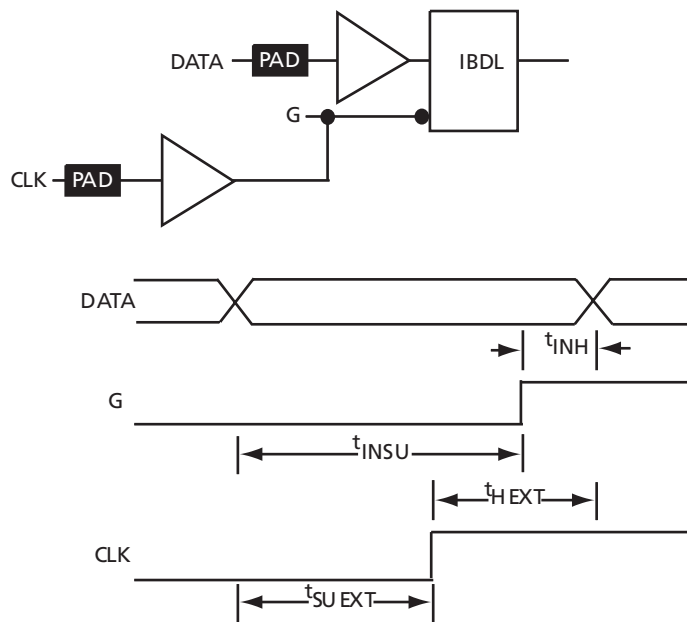 DATA PAD IBDL
G
CLK PAD
DATA
tINH
G
tINSU
tHEXT
CLK
tSUEXT